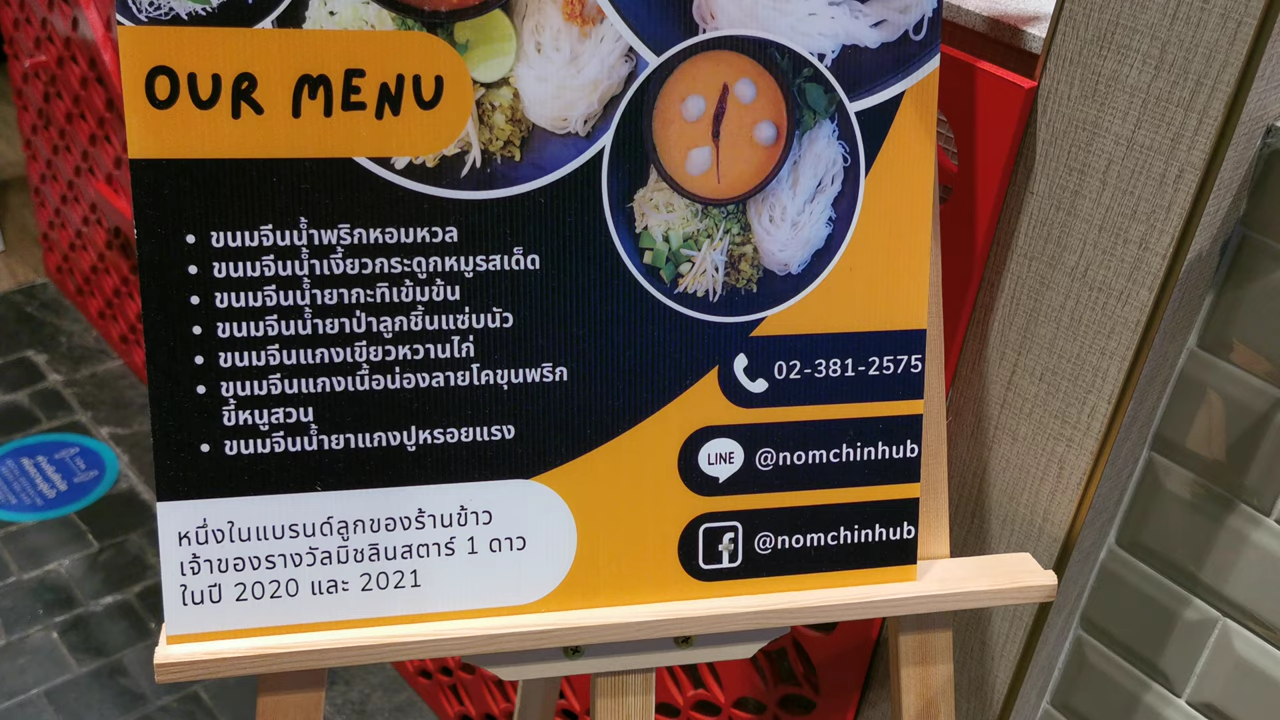 OUR MENU
• ขนมจีนน้ำพริกหอมหวล
• ขนมจีนน้ำเงี้ยวกระดูกหมูรสเด็ด
• ขนมจีนน้ำยากะทิเข้มข้น
• ขนมจีนน้ำยาป่าลูกชิ้นแซ่บนัว
• ขนมจีนแกงเขียวหวานไก่
• ขนมจีนแกงเนื้อน่องลายโคขุนพริก
ขี้หนูสวน
• ขนมจีนน้ำยาแกงปูหรอยแรง
02-381-2575
LINE @nomchinhub
@nomchinhub
หนึ่งในแบรนด์ลูกของร้านข้าว
เจ้าของรางวัลมิชลินสตาร์ 1 ดาว
ในปี 2020 และ 2021